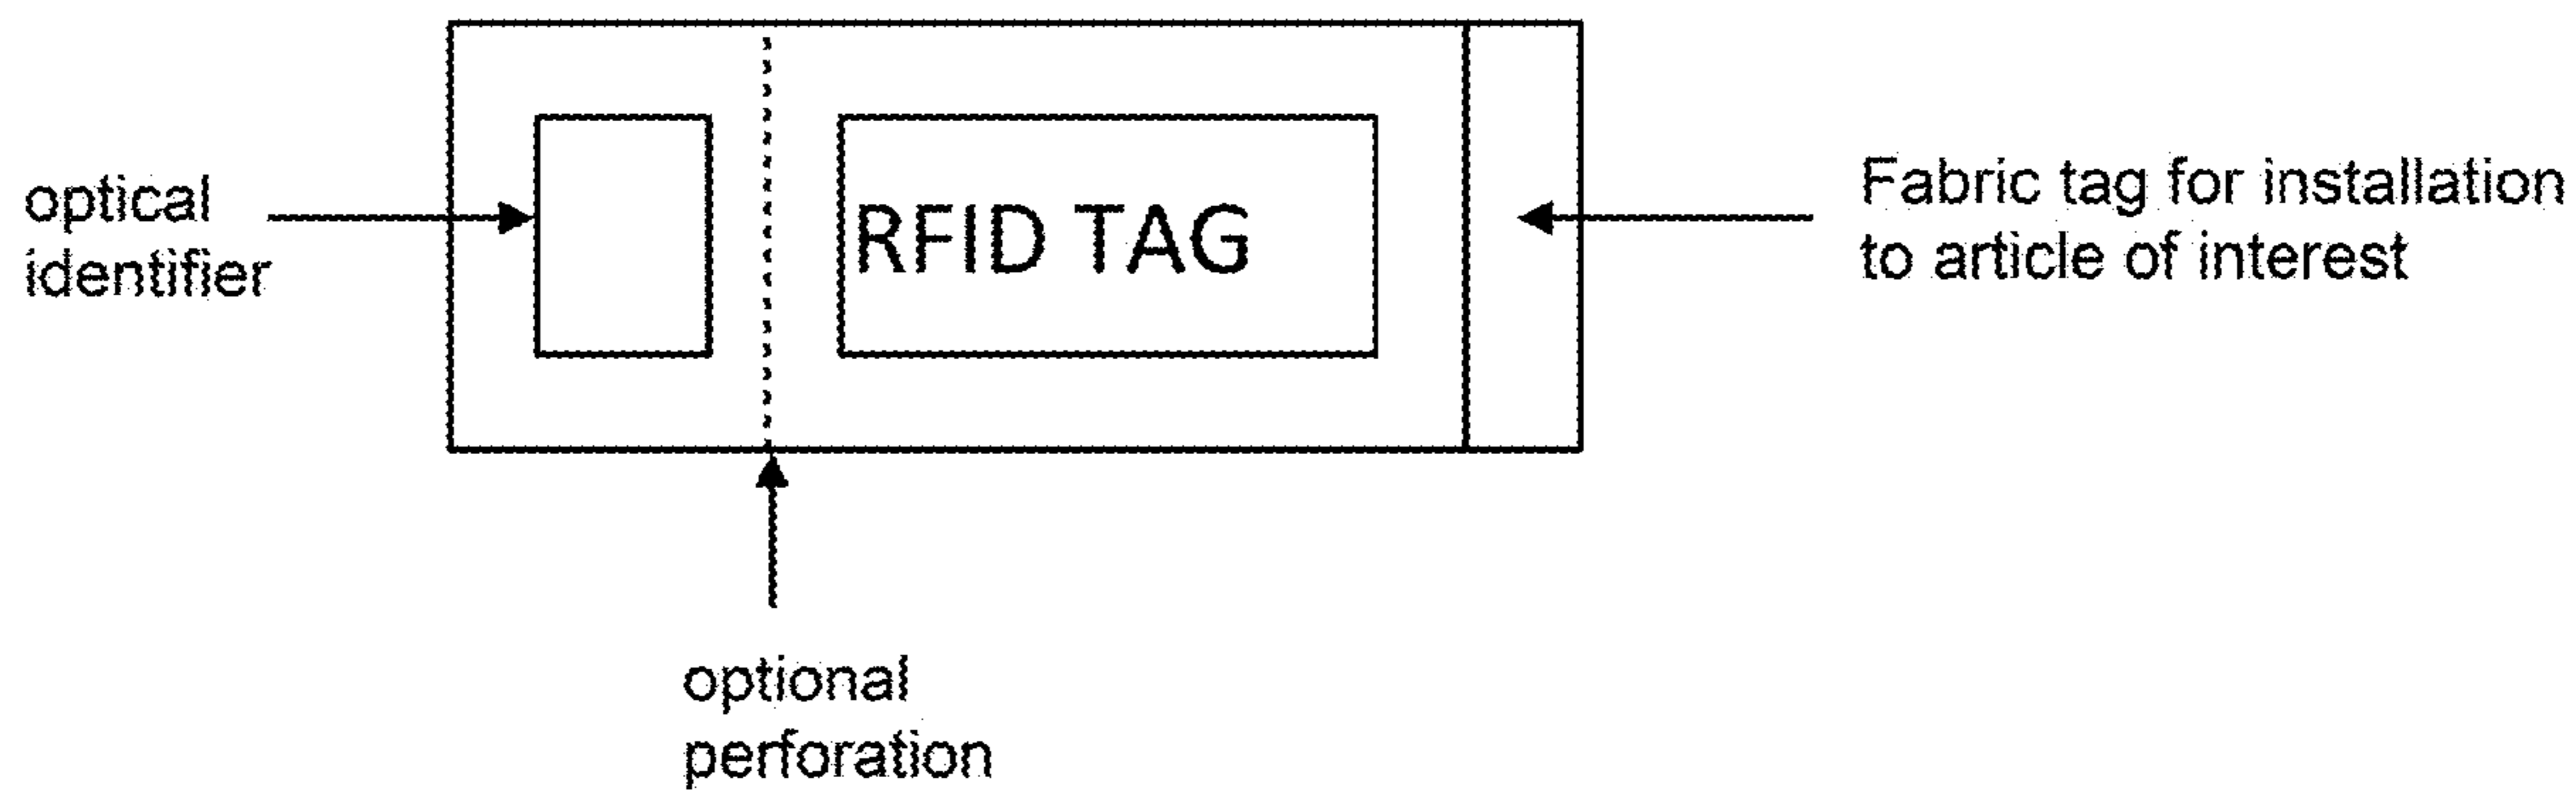 optical
identifier
RFID TAG
Fabric tag for installation
to article of interest
optional
perforation